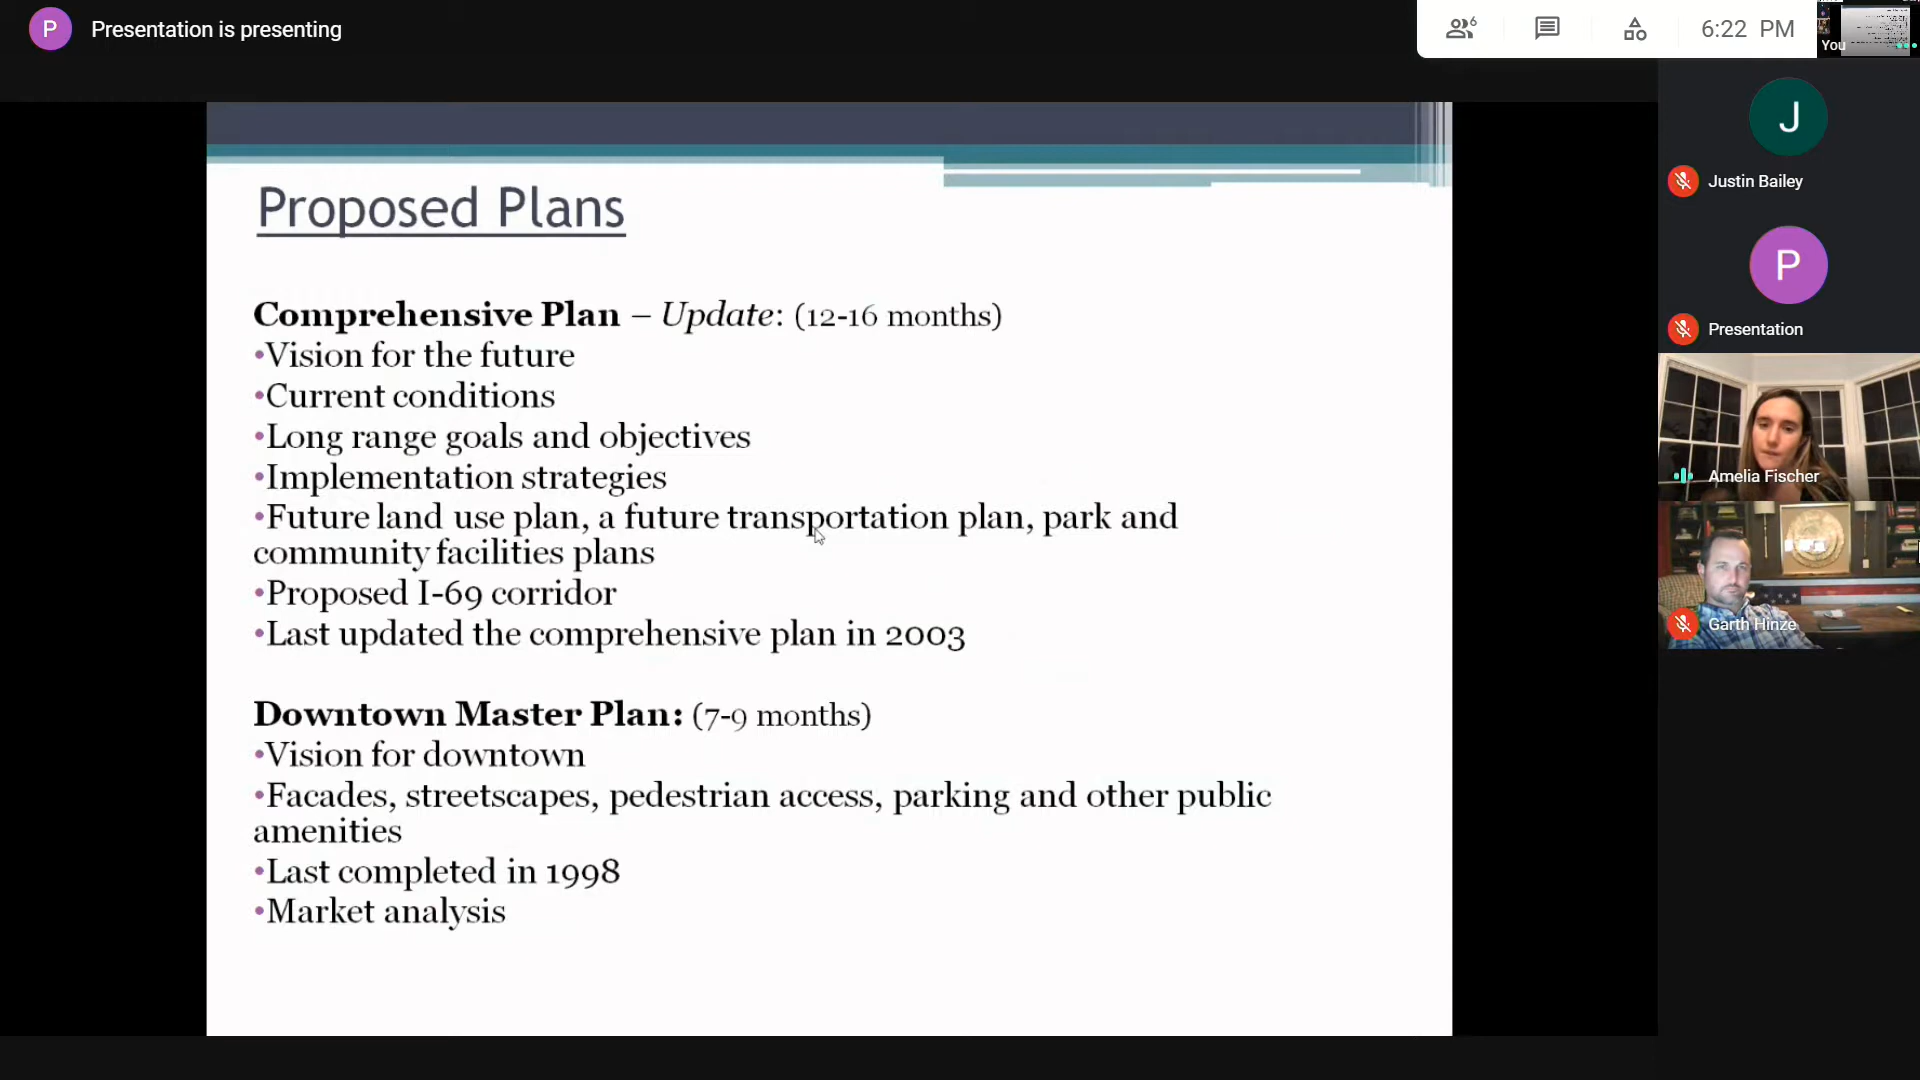 P
Presentation is presenting
6
6:22 PM
You
Proposed Plans
Comprehensive Plan – Update: (12-16 months)
•Vision for the future
•Current conditions
•Long range goals and objectives
•Implementation strategies
•Future land use plan, a future transportation plan, park and
community facilities plans
•Proposed I-69 corridor
•Last updated the comprehensive plan in 2003
Downtown Master Plan: (7-9 months)
•Vision for downtown
•Facades, streetscapes, pedestrian access, parking and other public
amenities
•Last completed in 1998
•Market analysis
J
Justin Bailey
P
Presentation
Amelia Fischer
Garth Hinze